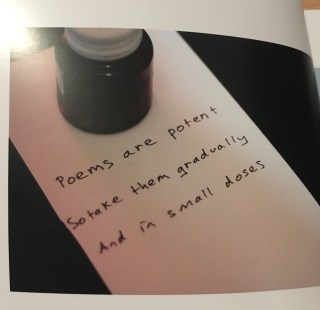 Poems are potent
So take them gradually
And in small doses